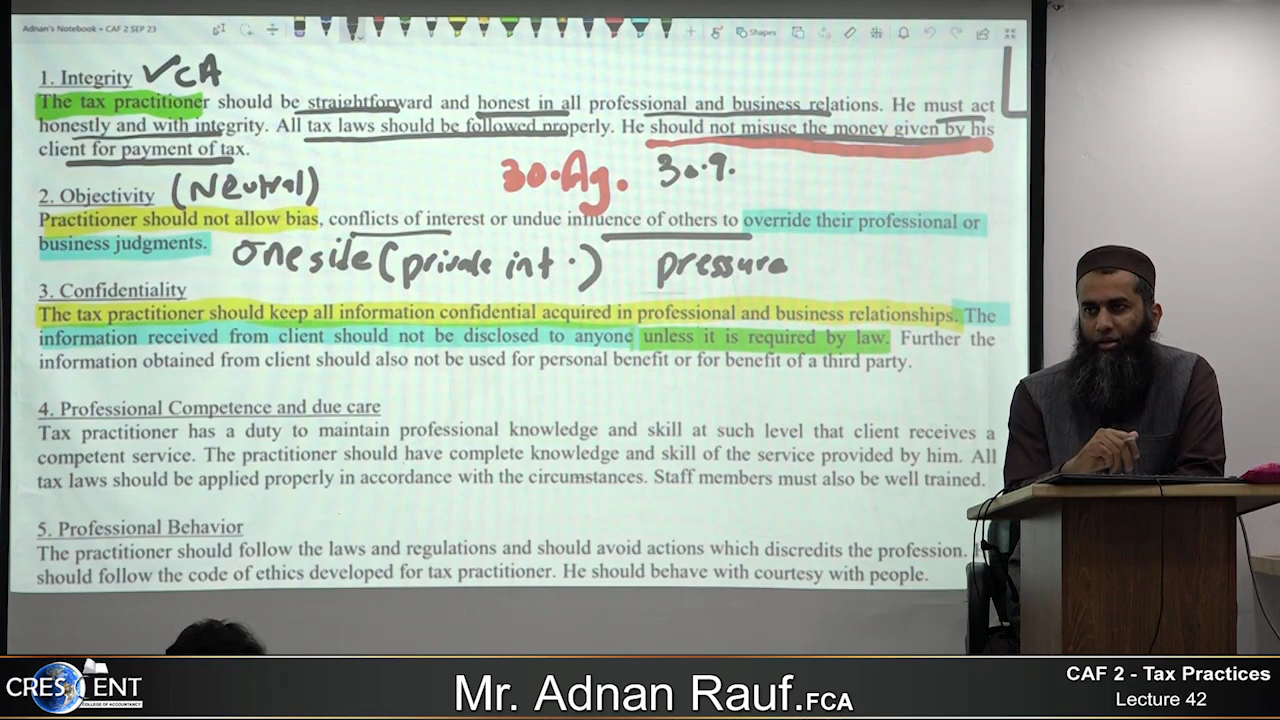 Adnan's Notebook » CAF 2 SEP 23
Shapes
1. Integrity ✓CA
The tax practitioner should be straightforward and honest in all professional and business relations. He must act
honestly and with integrity. All tax laws should be followed properly. He should not misuse the money given by his
client for payment of tax.
30.Ag. 30.9.
2. Objectivity (Neutral)
Practitioner should not allow bias, conflicts of interest or undue influence of others to override their professional or
business judgments.
one side (private int.) pressure
3. Confidentiality
The tax practitioner should keep all information confidential acquired in professional and business relationships. The
information received from client should not be disclosed to anyone unless it is required by law. Further the
information obtained from client should also not be used for personal benefit or for benefit of a third party.
4. Professional Competence and due care
Tax practitioner has a duty to maintain professional knowledge and skill at such level that client receives a
competent service. The practitioner should have complete knowledge and skill of the service provided by him. All
tax laws should be applied properly in accordance with the circumstances. Staff members must also be well trained.
5. Professional Behavior
The practitioner should follow the laws and regulations and should avoid actions which discredits the profession.
should follow the code of ethics developed for tax practitioner. He should behave with courtesy with people.
CRESCENT
COLLEGE OF ACCOUNTANCY
Mr. Adnan Rauf.FCA
CAF 2 - Tax Practices
Lecture 42